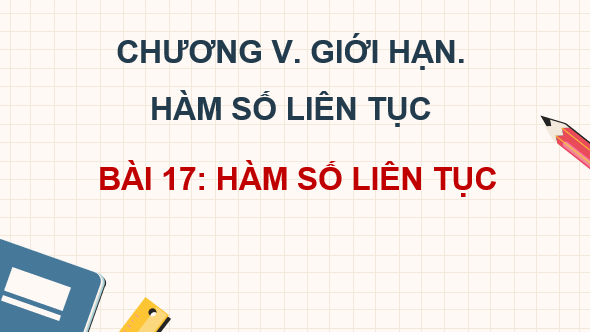 CHƯƠNG V. GIỚI HẠN.
HÀM SỐ LIÊN TỤC
BÀI 17: HÀM SỐ LIÊN TỤC